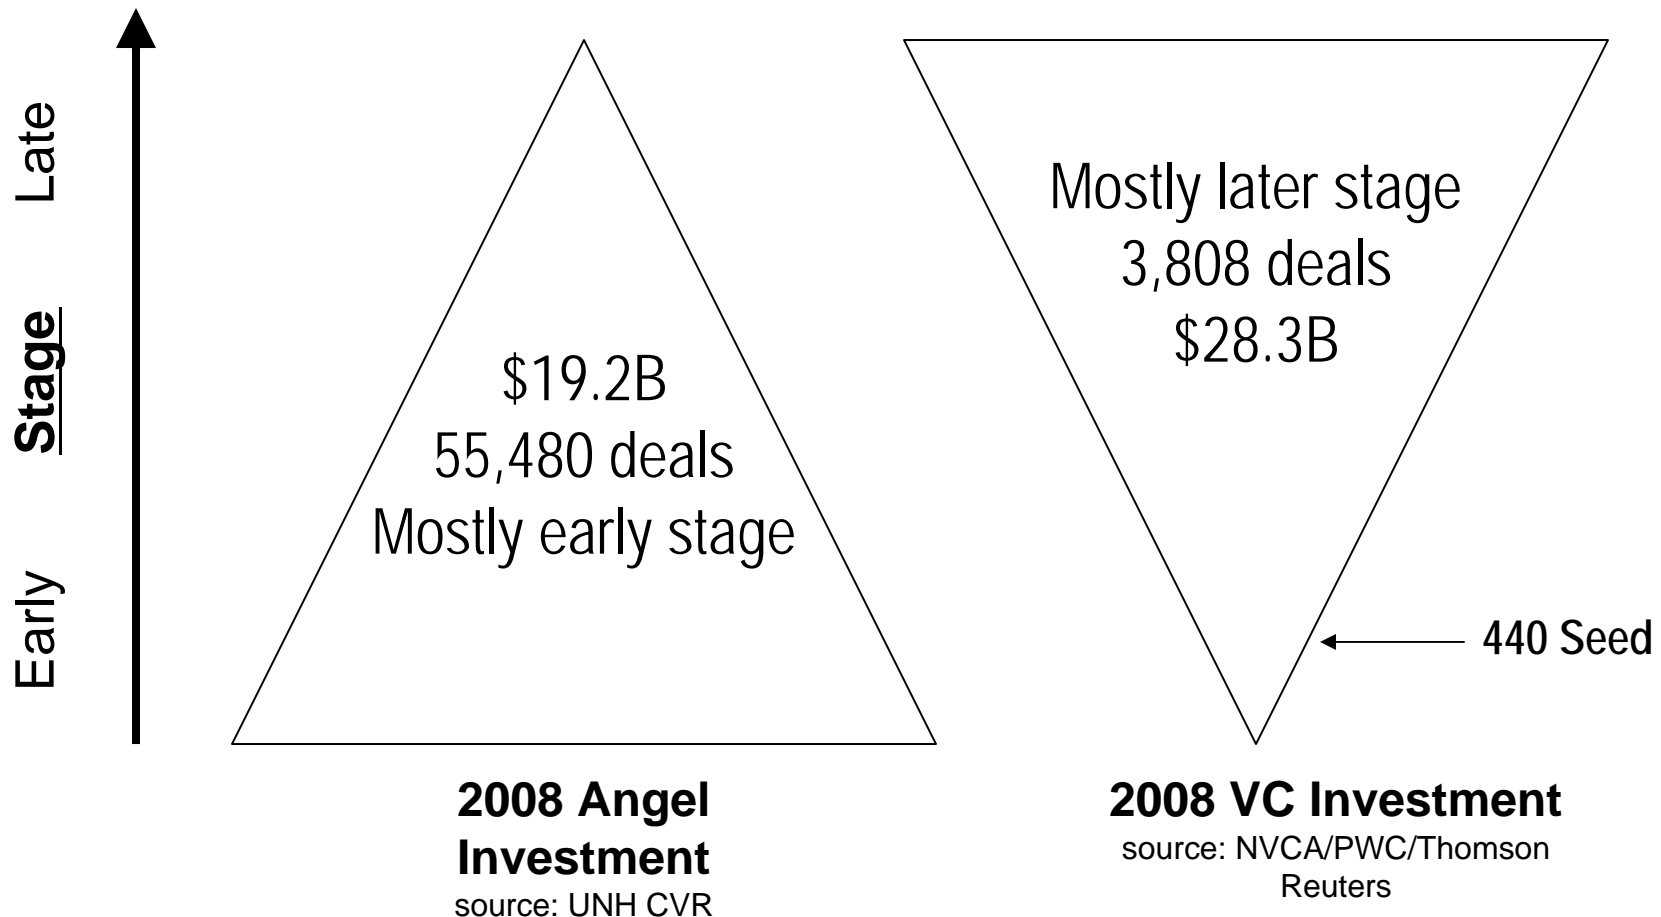 Late
Stage
Early
$19.2B
55,480 deals
Mostly early stage
Mostly later stage
3,808 deals
$28.3B
440 Seed
2008 Angel
Investment
source: UNH CVR
2008 VC Investment
source: NVCA/PWC/Thomson
Reuters